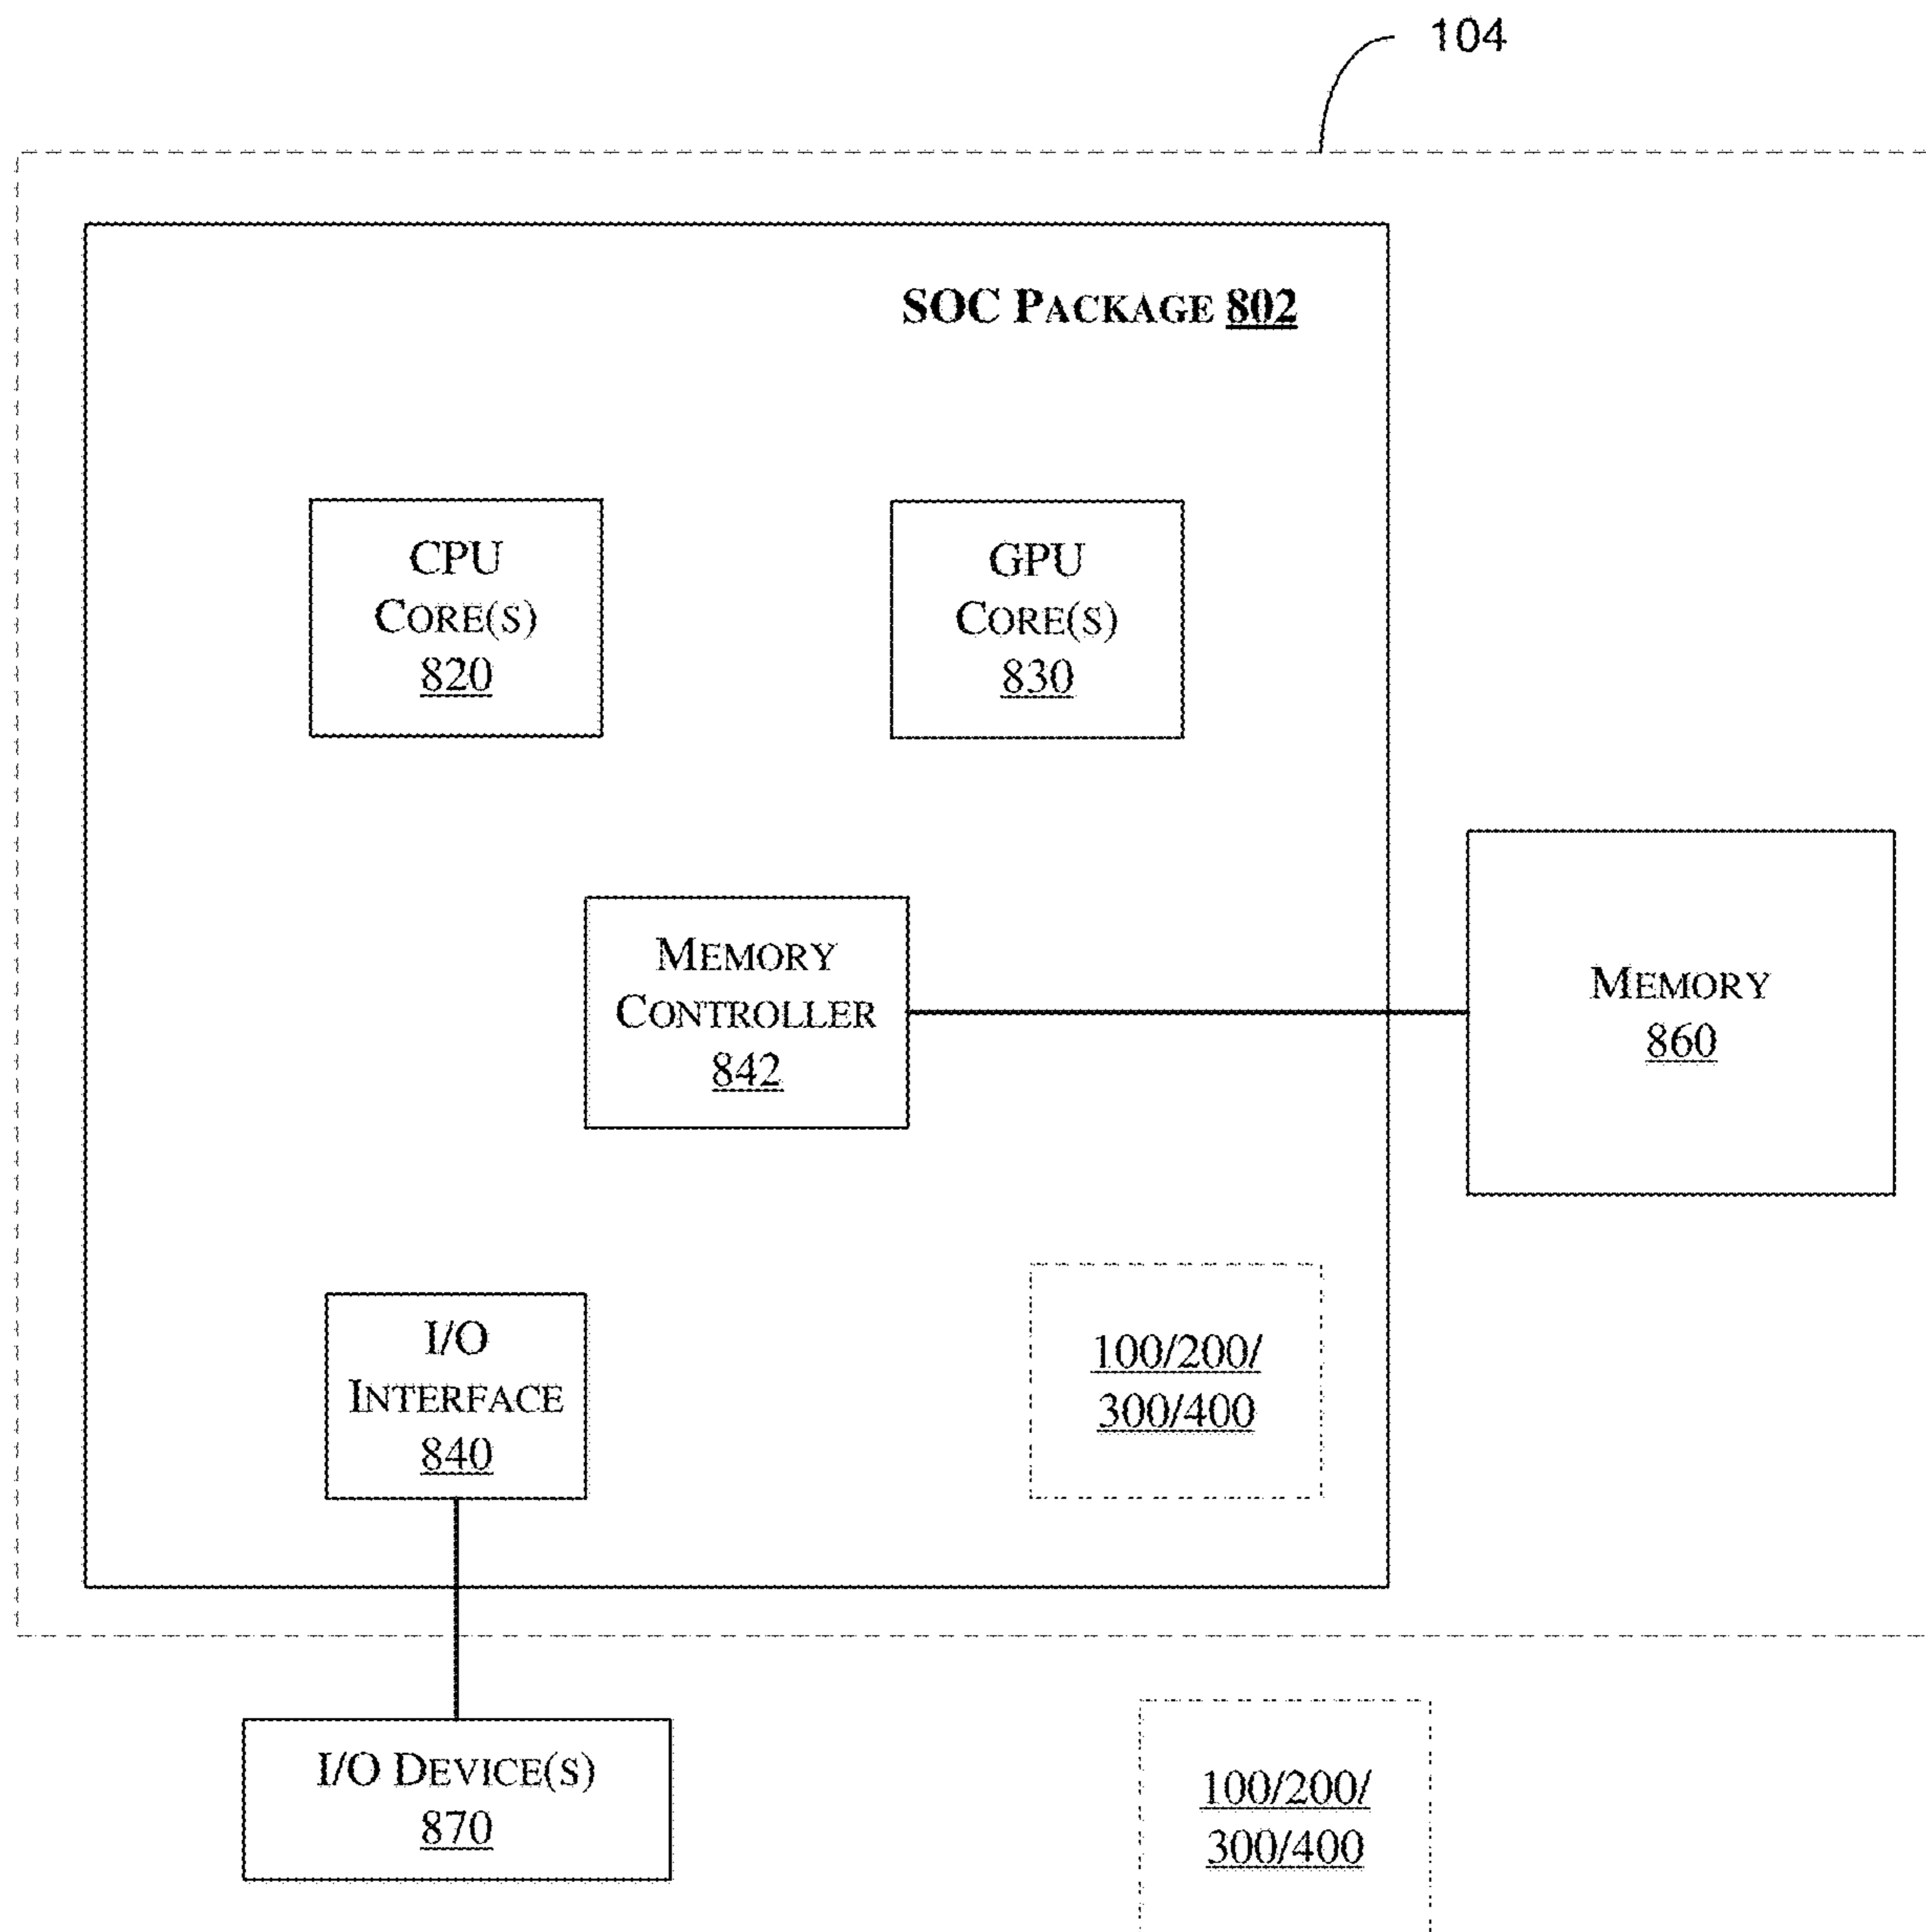 104
SOC PACKAGE 802
CPU
CORE(S)
820
GPU
CORE(S)
830
MEMORY
CONTROLLER
842
MEMORY
860
I/O
INTERFACE
840
100/200/
300/400
I/O DEVICE(S)
870
100/200/
300/400